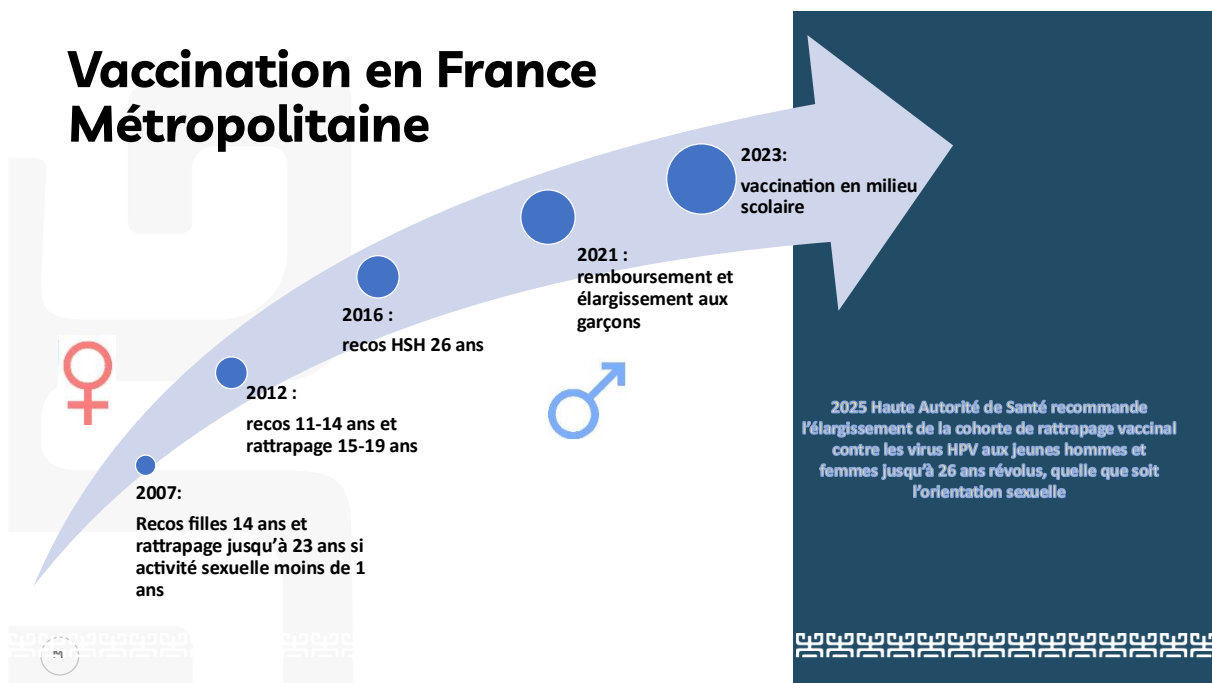 Vaccination en France
Métropolitaine
2023:
vaccination en milieu
scolaire
2021 :
remboursement et
élargissement aux
garçons
2016 :
recos HSH 26 ans
2012 :
recos 11-14 ans et
rattrapage 15-19 ans
2007:
Recos filles 14 ans et
rattrapage jusqu’à 23 ans si
activité sexuelle moins de 1
ans
2025 Haute Autorité de Santé recommande
l’élargissement de la cohorte de rattrapage vaccinal
contre les virus HPV aux jeunes hommes et
femmes jusqu’à 26 ans révolus, quelle que soit
l’orientation sexuelle
M